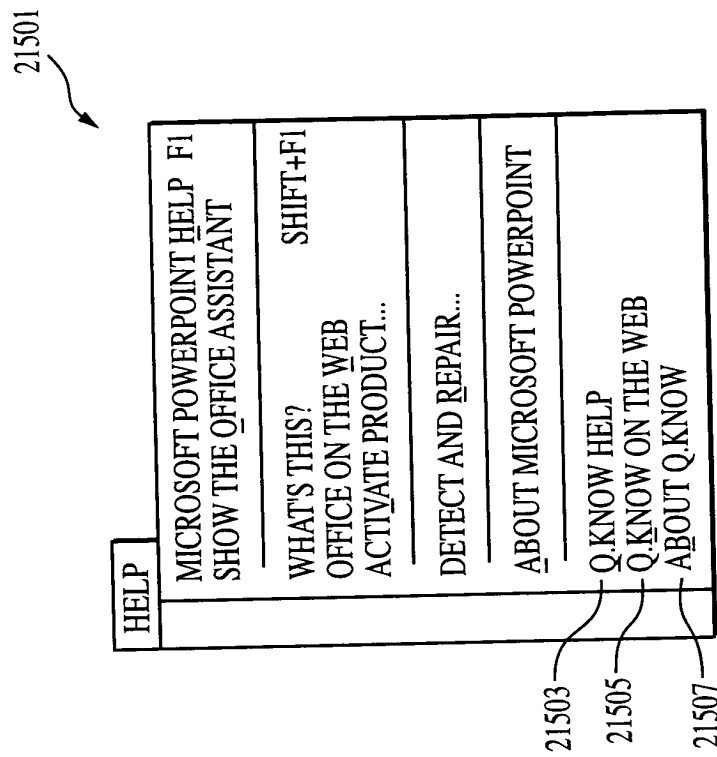 21501
HELP
MICROSOFT POWERPOINT HELP F1
SHOW THE OFFICE ASSISTANT
WHAT'S THIS? SHIFT+F1
OFFICE ON THE WEB
ACTIVATE PRODUCT...
DETECT AND REPAIR...
ABOUT MICROSOFT POWERPOINT
21503 Q.KNOW HELP
21505 Q.KNOW ON THE WEB
21507 ABOUT Q.KNOW